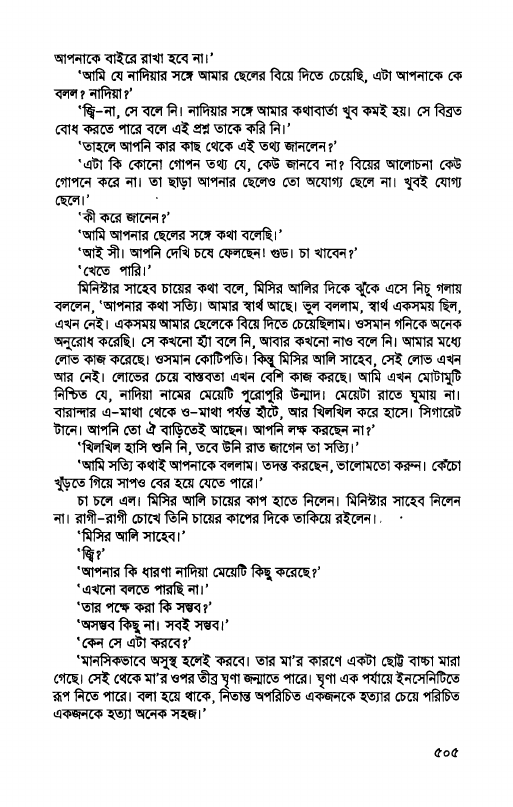 আপনাকে বাইরে রাখা হবে না।'
'আমি যে নাদিয়ার সঙ্গে আমার ছেলের বিয়ে দিতে চেয়েছি, এটা আপনাকে কে
বলল? নাদিয়া?'
'জ্বি-না, সে বলে নি। নাদিয়ার সঙ্গে আমার কথাবার্তা খুব কমই হয়। সে বিব্রত
বোধ করতে পারে বলে এই প্রশ্ন তাকে করি নি।'
'তাহলে আপনি কার কাছ থেকে এই তথ্য জানলেন?'
'এটা কি কোনো গোপন তথ্য যে, কেউ জানবে না? বিয়ের আলোচনা কেউ
গোপনে করে না। তা ছাড়া আপনার ছেলেও তো অযোগ্য ছেলে না। খুবই যোগ্য
ছেলে।'
'কী করে জানেন?'
'আমি আপনার ছেলের সঙ্গে কথা বলেছি।'
'আই সী। আপনি দেখি চষে ফেলছেন! গুড। চা খাবেন?'
'খেতে পারি।'
মিনিস্টার সাহেব চায়ের কথা বলে, মিসির আলির দিকে ঝুঁকে এসে নিচু গলায়
বললেন, 'আপনার কথা সত্যি। আমার স্বার্থ আছে। ভুল বললাম, স্বার্থ একসময় ছিল,
এখন নেই। একসময় আমার ছেলেকে বিয়ে দিতে চেয়েছিলাম। ওসমান গনিকে অনেক
অনুরোধ করেছি। সে কখনো হ্যাঁ বলে নি, আবার কখনো নাও বলে নি। আমার মধ্যে
লোভ কাজ করেছে। ওসমান কোটিপতি। কিন্তু মিসির আলি সাহেব, সেই লোভ এখন
আর নেই। লোভের চেয়ে বাস্তবতা এখন বেশি কাজ করছে। আমি এখন মোটামুটি
নিশ্চিত যে, নাদিয়া নামের মেয়েটি পুরোপুরি উন্মাদ। মেয়েটা রাতে ঘুমায় না।
বারান্দার এ-মাথা থেকে ও-মাথা পর্যন্ত হাঁটে, আর খিলখিল করে হাসে। সিগারেট
টানে। আপনি তো ঐ বাড়িতেই আছেন। আপনি লক্ষ করছেন না?'
'খিলখিল হাসি শুনি নি, তবে উনি রাত জাগেন তা সত্যি।'
'আমি সত্যি কথাই আপনাকে বললাম। তদন্ত করছেন, ভালোমতো করুন। কেঁচো
খুঁড়তে গিয়ে সাপও বের হয়ে যেতে পারে।'
চা চলে এল। মিসির আলি চায়ের কাপ হাতে নিলেন। মিনিস্টার সাহেব নিলেন
না। রাগী-রাগী চোখে তিনি চায়ের কাপের দিকে তাকিয়ে রইলেন।
'মিসির আলি সাহেব।'
'জ্বি?'
'আপনার কি ধারণা নাদিয়া মেয়েটি কিছু করেছে?'
'এখনো বলতে পারছি না।'
'তার পক্ষে করা কি সম্ভব?'
'অসম্ভব কিছু না। সবই সম্ভব।'
'কেন সে এটা করবে?'
'মানসিকভাবে অসুস্থ হলেই করবে। তার মা'র কারণে একটা ছোট্ট বাচ্চা মারা
গেছে। সেই থেকে মা'র ওপর তীব্র ঘৃণা জন্মাতে পারে। ঘৃণা এক পর্যায়ে ইনসেনিটিতে
রূপ নিতে পারে। বলা হয়ে থাকে, নিতান্ত অপরিচিত একজনকে হত্যার চেয়ে পরিচিত
একজনকে হত্যা অনেক সহজ।'
৫০৫